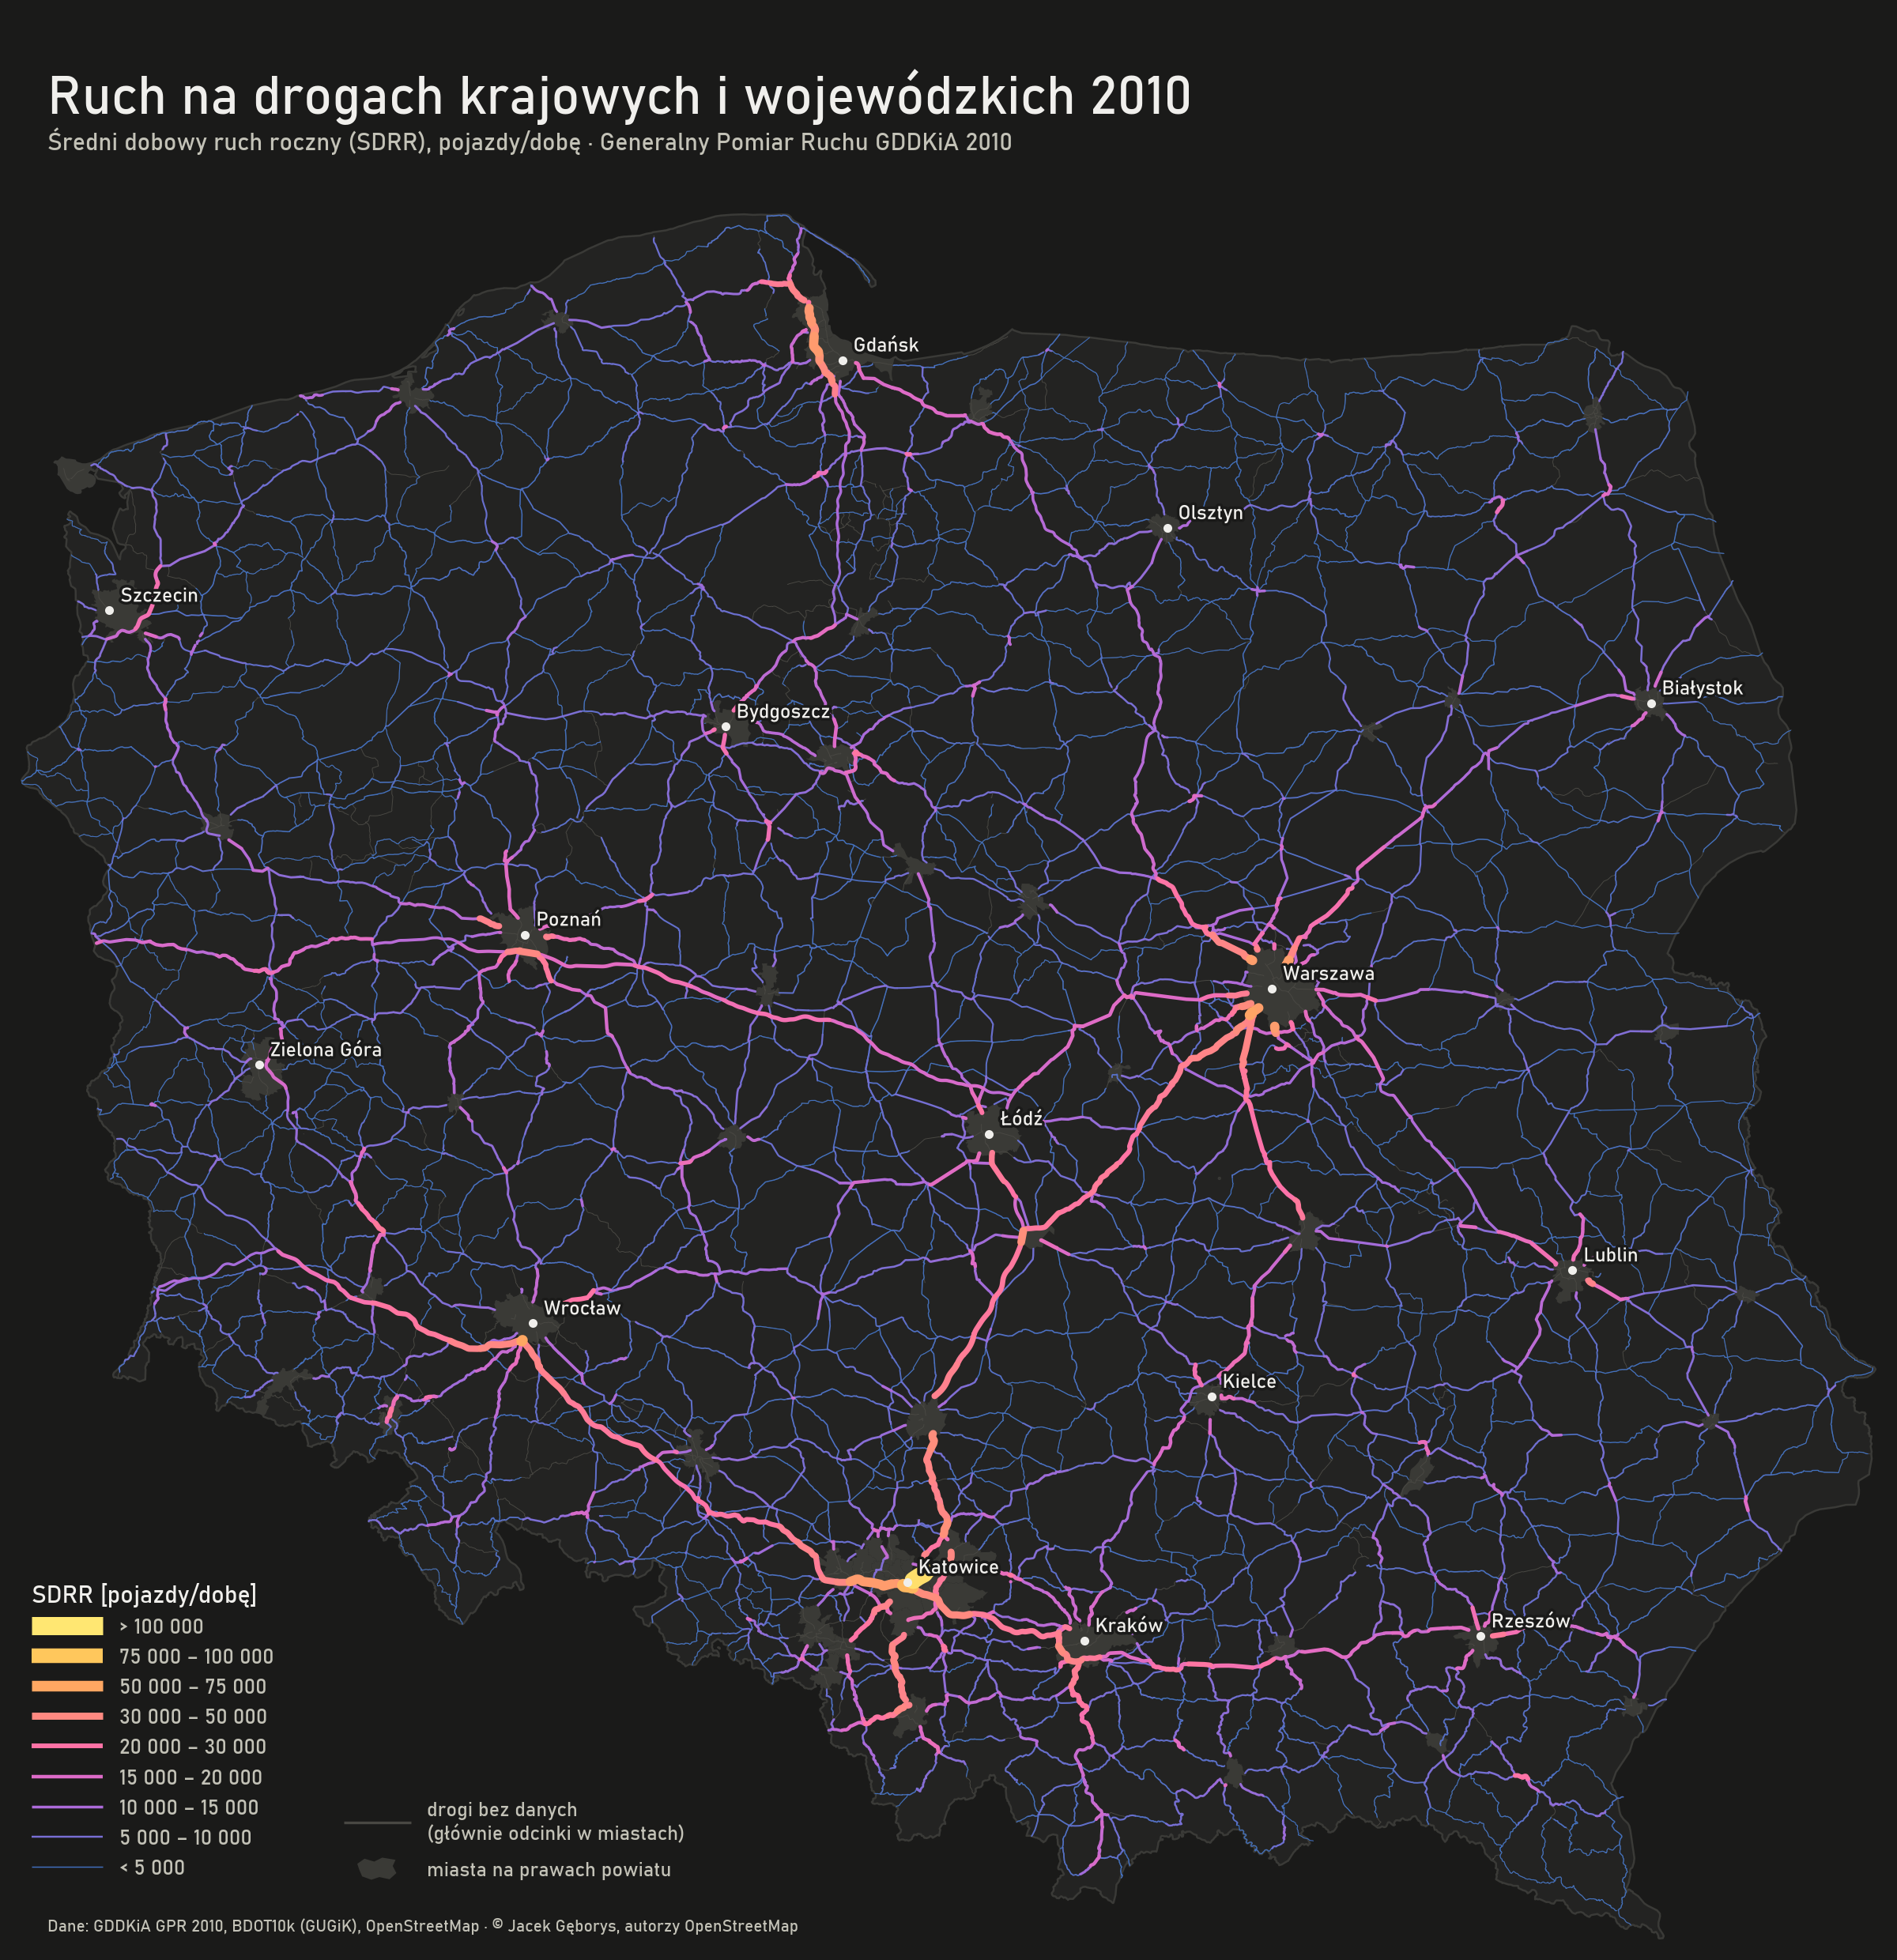 Ruch na drogach krajowych i wojewódzkich 2010
Średni dobowy ruch roczny (SDRR), pojazdy/dobę · Generalny Pomiar Ruchu GDDKiA 2010
Gdańsk
Olsztyn
Szczecin
Białystok
Bydgoszcz
Poznań
Warszawa
Zielona Góra
Łódź
Lublin
Wrocław
Kielce
Katowice
Kraków
Rzeszów
SDRR [pojazdy/dobę]
> 100 000
75 000 – 100 000
50 000 – 75 000
30 000 – 50 000
20 000 – 30 000
15 000 – 20 000
10 000 – 15 000
5 000 – 10 000
< 5 000
drogi bez danych
(głównie odcinki w miastach)
miasta na prawach powiatu
Dane: GDDKiA GPR 2010, BDOT10k (GUGiK), OpenStreetMap · © Jacek Gęborys, autorzy OpenStreetMap